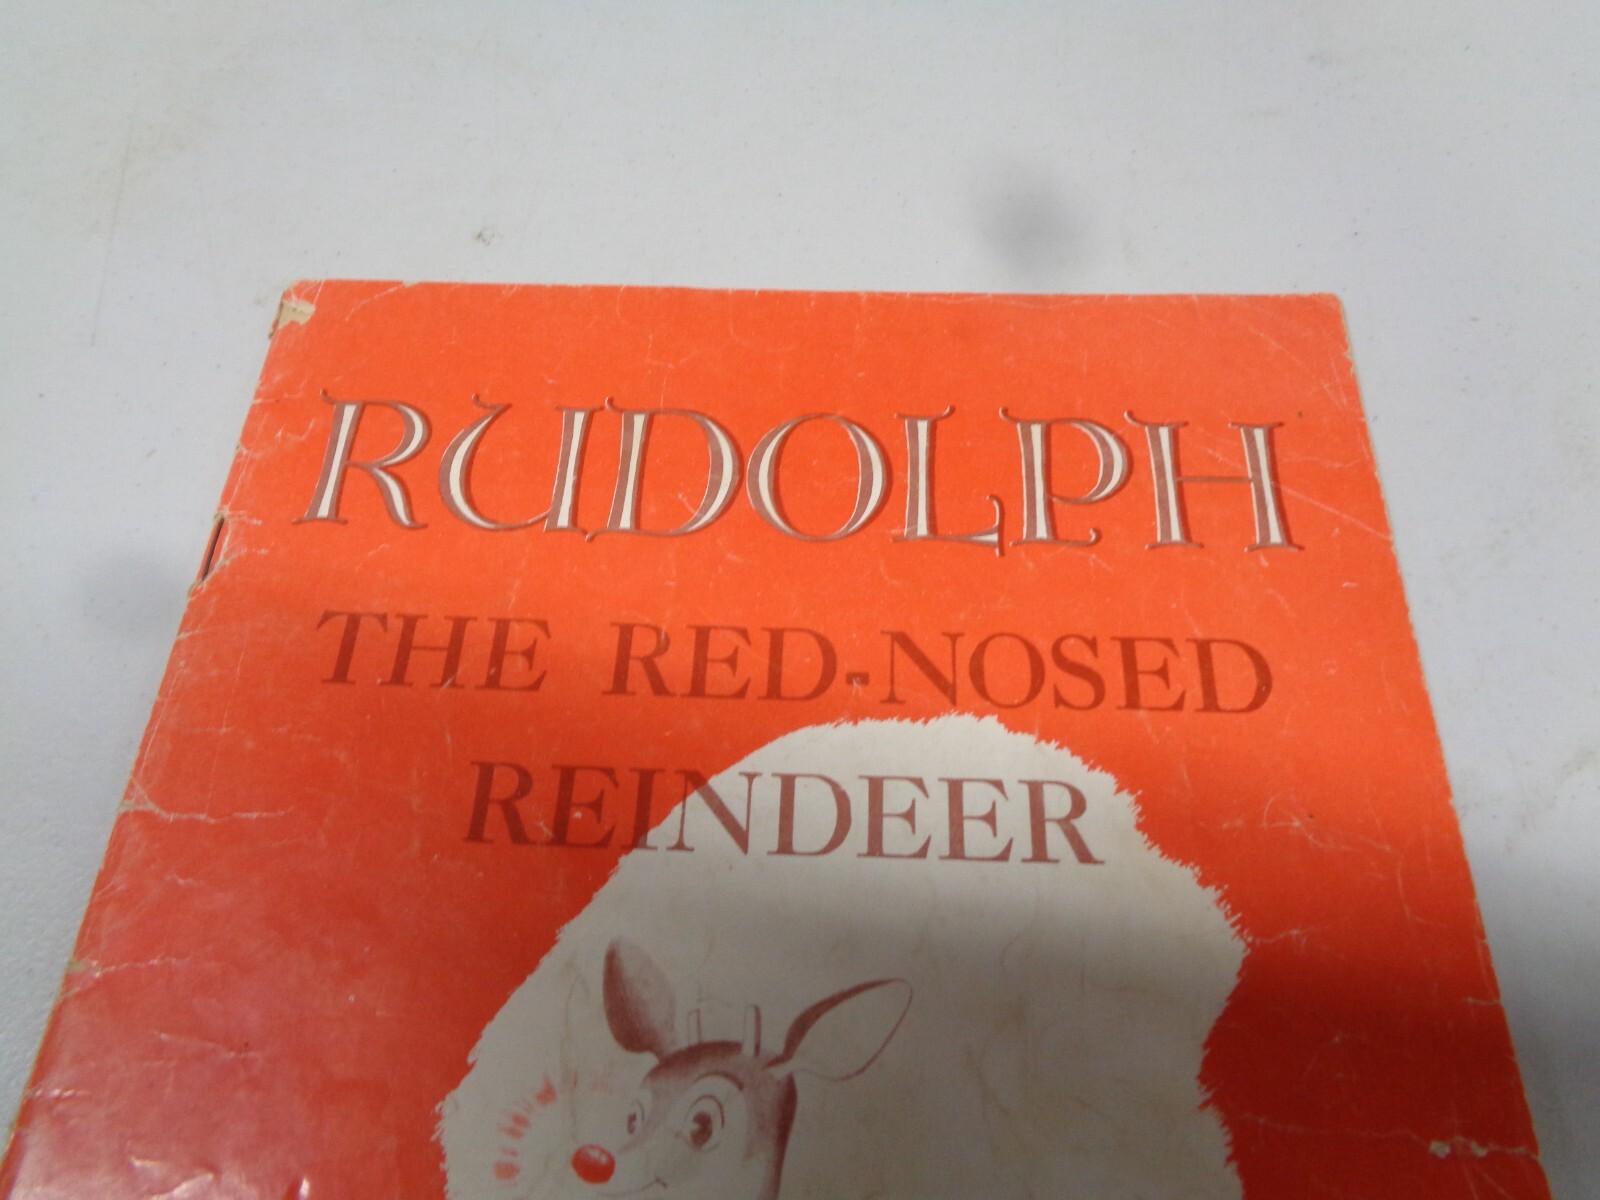 RUDOLPH
THE RED-NOSED
REINDEER